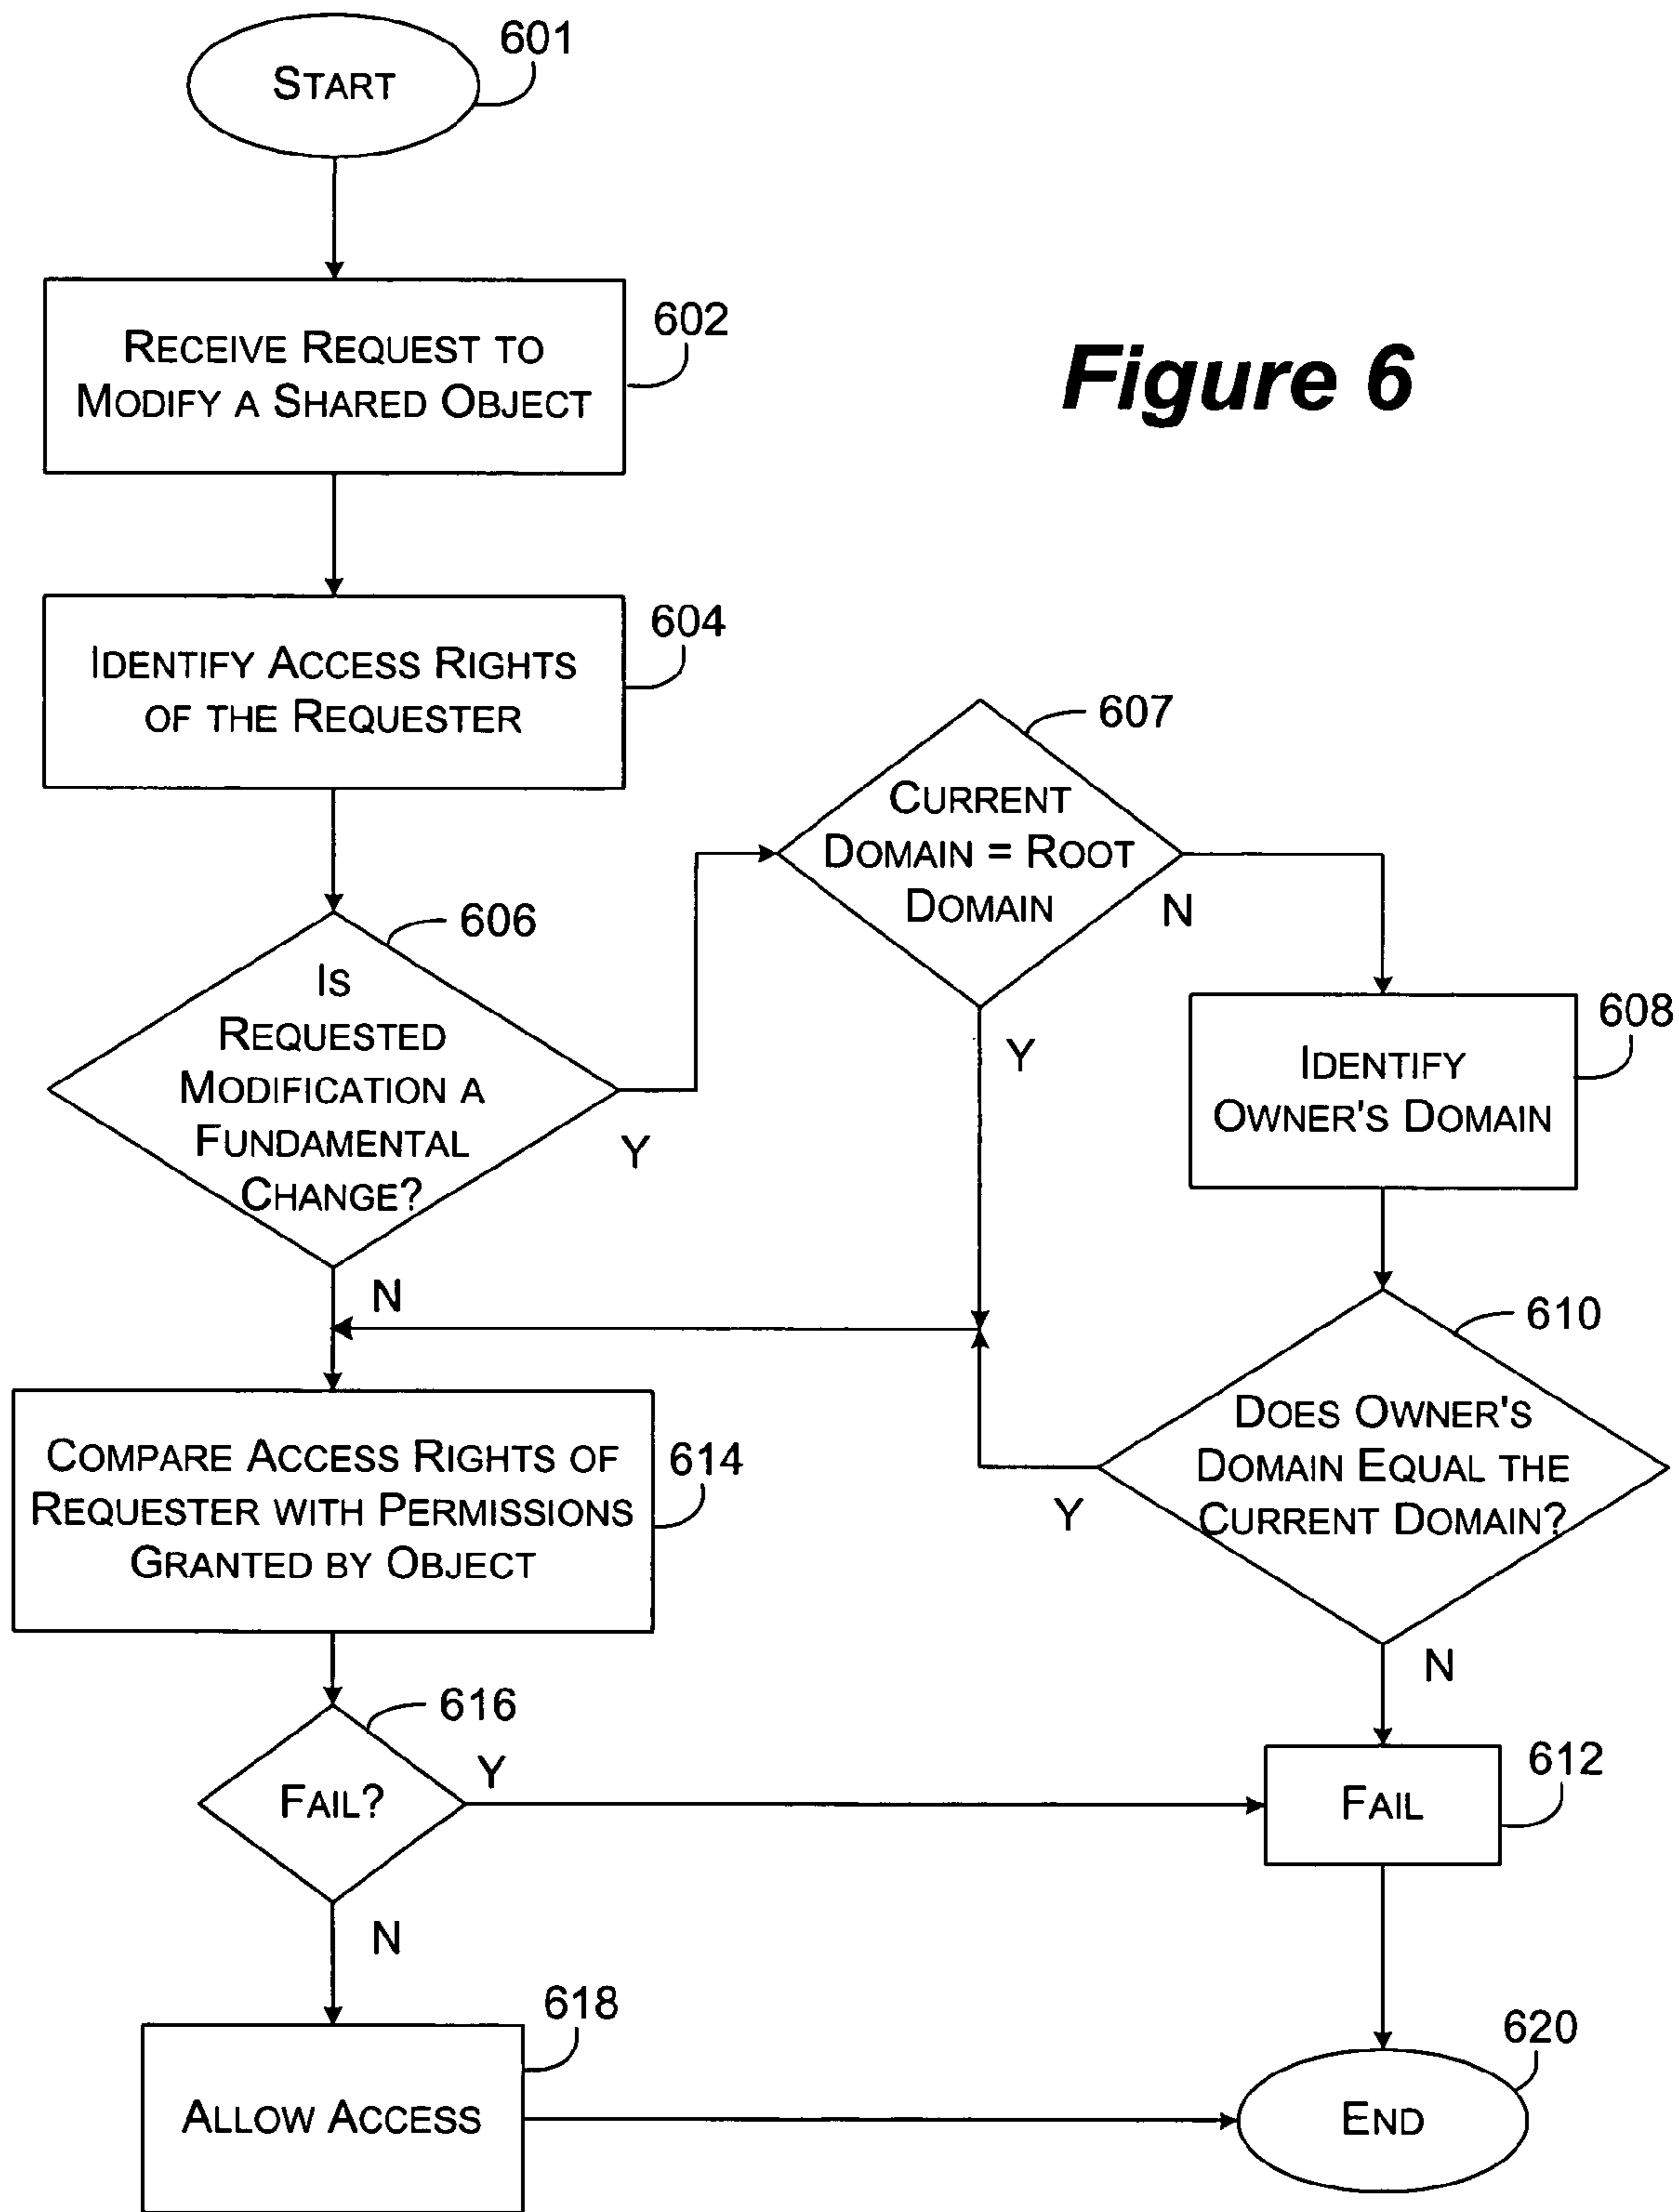 START
601
Figure 6
RECEIVE REQUEST TO
MODIFY A SHARED OBJECT
602
IDENTIFY ACCESS RIGHTS
OF THE REQUESTER
604
IS
REQUESTED
MODIFICATION A
FUNDAMENTAL
CHANGE?
606
Y
N
CURRENT
DOMAIN = ROOT
DOMAIN
607
N
Y
IDENTIFY
OWNER'S DOMAIN
608
DOES OWNER'S
DOMAIN EQUAL THE
CURRENT DOMAIN?
610
Y
N
COMPARE ACCESS RIGHTS OF
REQUESTER WITH PERMISSIONS
GRANTED BY OBJECT
614
FAIL?
616
Y
N
FAIL
612
ALLOW ACCESS
618
END
620